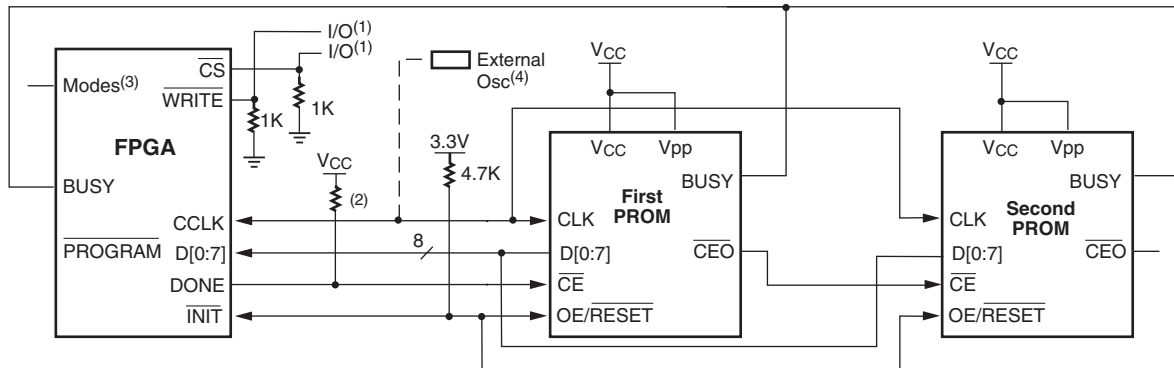 I/O(1)
I/O(1)
CS
Modes(3)
WRITE
1K
1K
FPGA
BUSY
VCC
(2)
3.3V
4.7K
External
Osc(4)
CCLK
PROGRAM
D[0:7]
8
DONE
INIT
VCC
VCC
Vpp
BUSY
First
PROM
CLK
D[0:7]
CEO
CE
OE/RESET
VCC
VCC
Vpp
BUSY
Second
PROM
CLK
D[0:7]
CEO
CE
OE/RESET